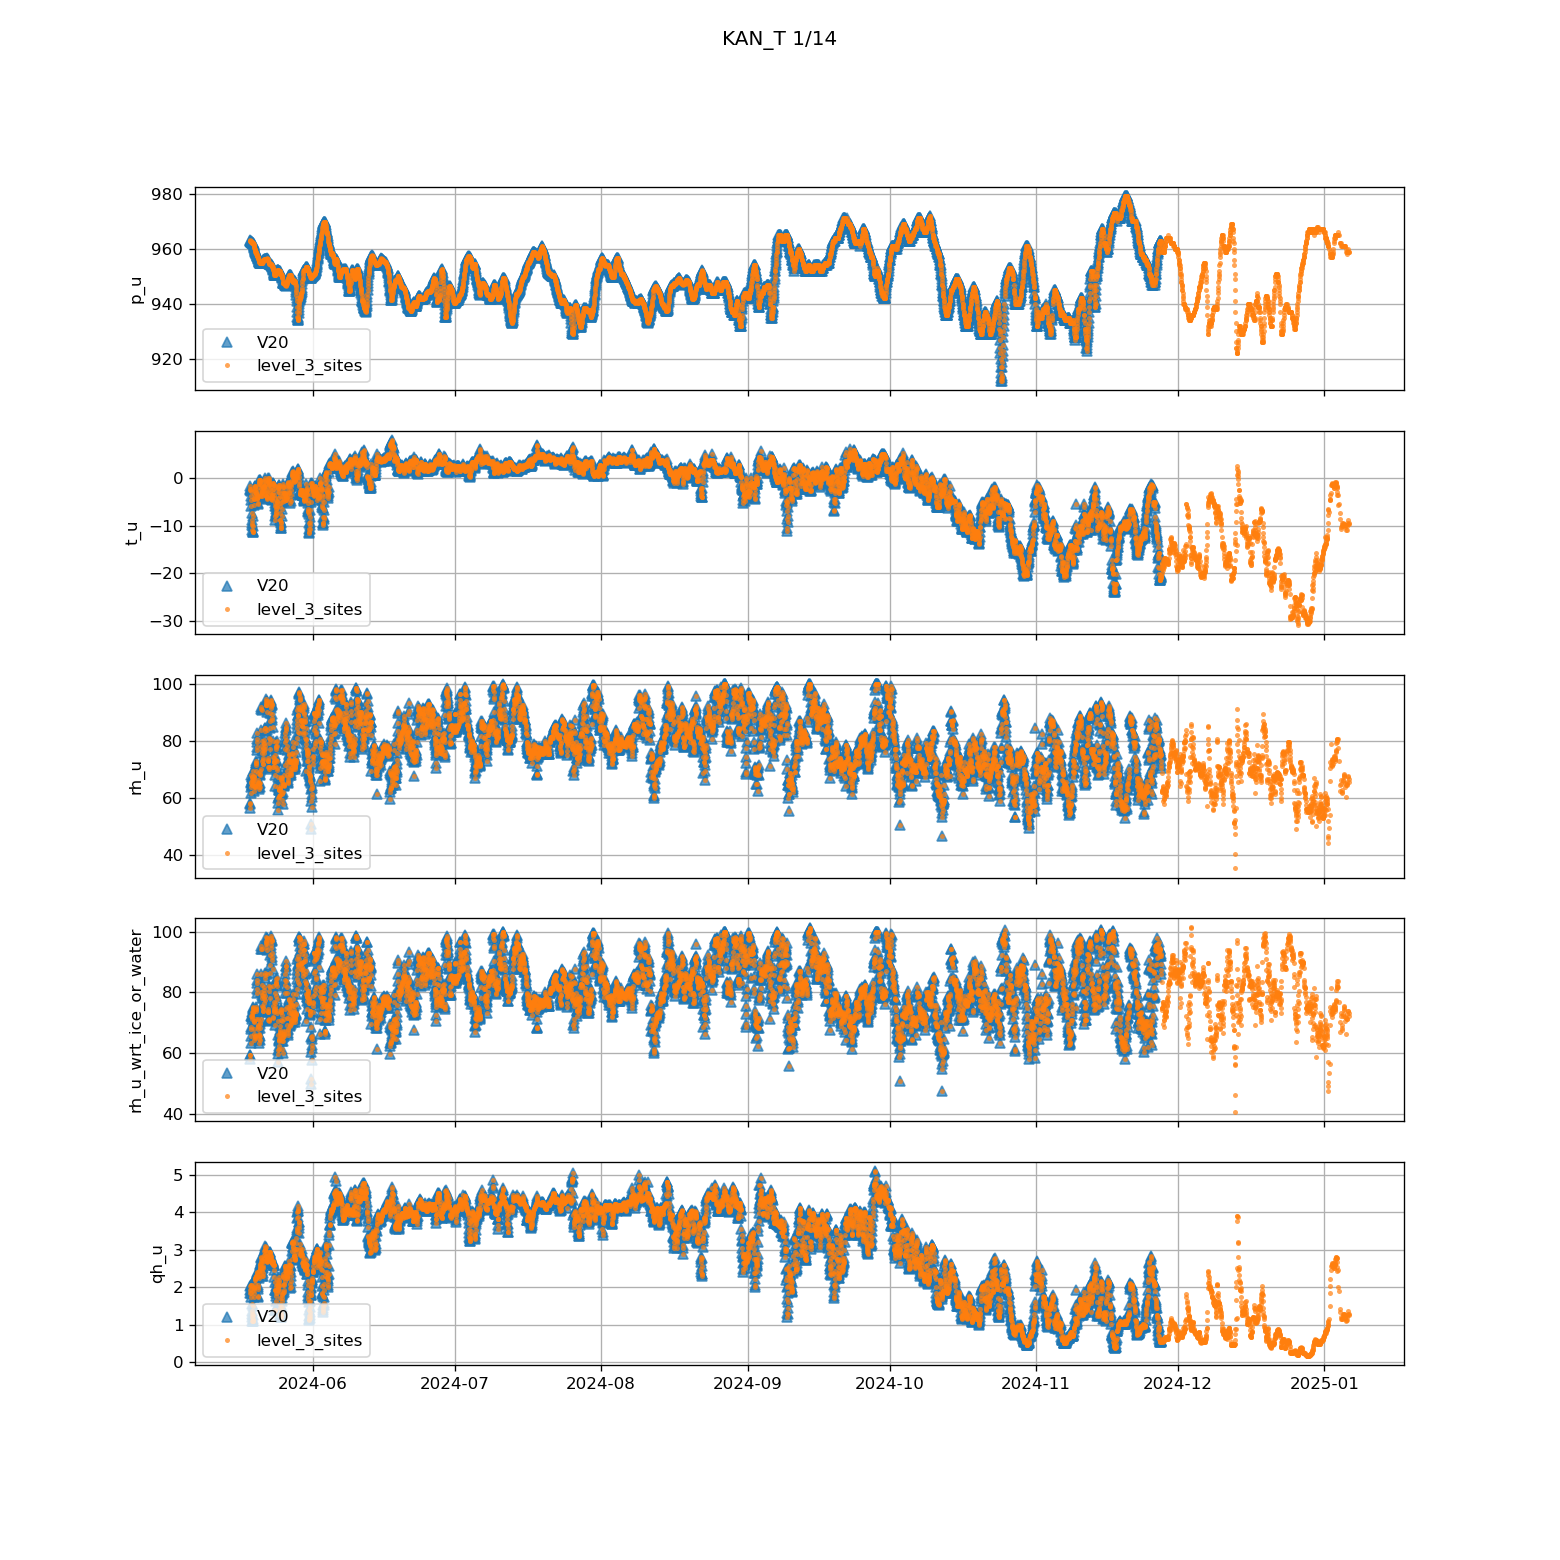 KAN_T 1/14
980
960
940
920
p_u
V20
level_3_sites
0
−10
−20
−30
t_u
V20
level_3_sites
100
80
60
40
rh_u
V20
level_3_sites
100
80
60
40
rh_u_wrt_ice_or_water
V20
level_3_sites
5
4
3
2
1
0
qh_u
V20
level_3_sites
2024-06 2024-07 2024-08 2024-09 2024-10 2024-11 2024-12 2025-01